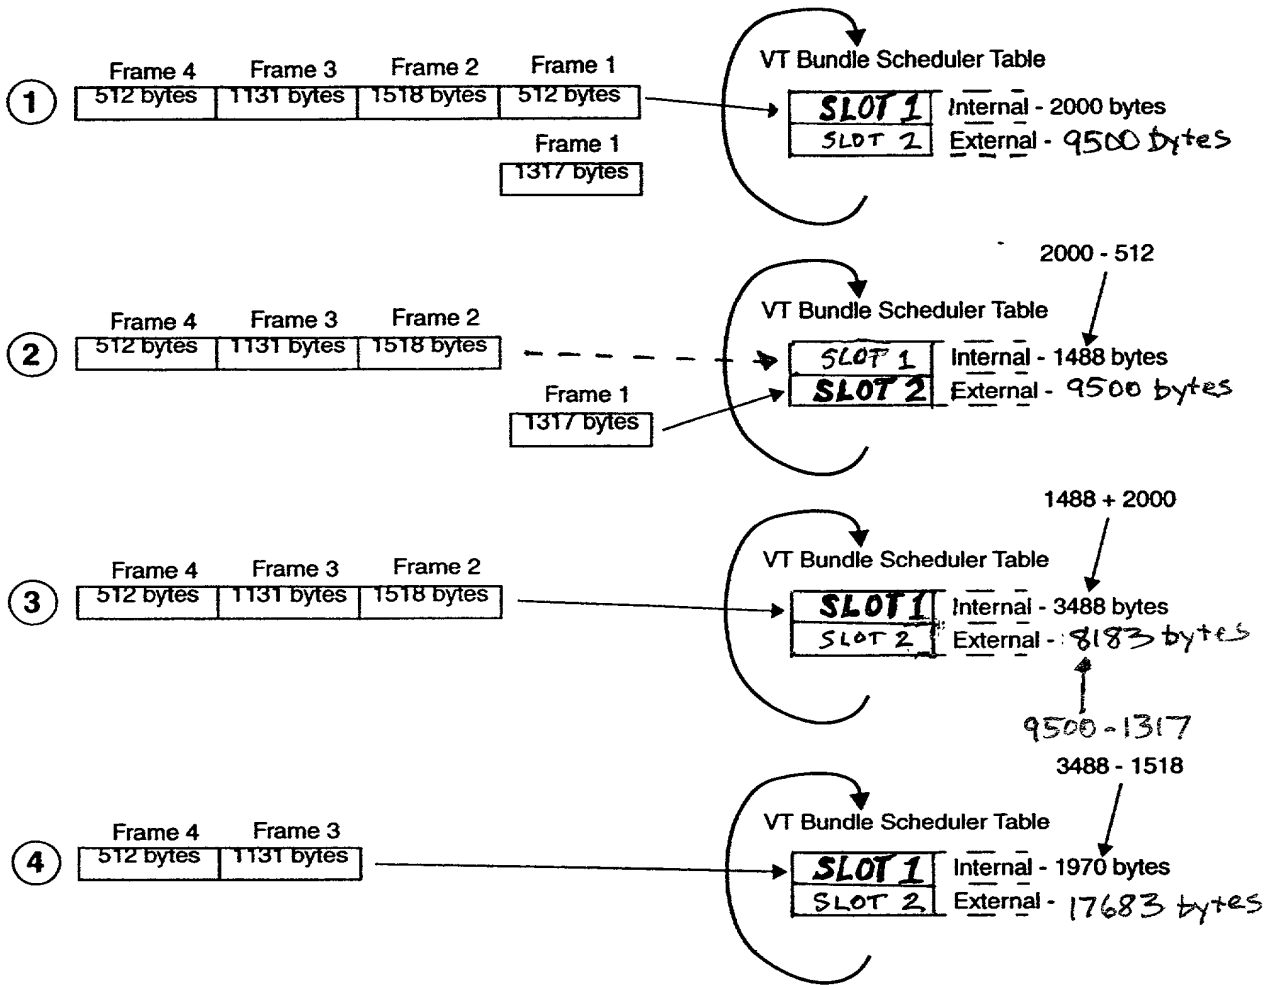 VT Bundle Scheduler Table
Frame 4 Frame 3 Frame 2 Frame 1
1 512 bytes 1131 bytes 1518 bytes 512 bytes SLOT 1 Internal - 2000 bytes
SLOT 2 External - 9500 bytes
Frame 1
1317 bytes
2000 - 512
VT Bundle Scheduler Table
Frame 4 Frame 3 Frame 2
2 512 bytes 1131 bytes 1518 bytes SLOT 1 Internal - 1488 bytes
SLOT 2 External - 9500 bytes
Frame 1
1317 bytes
1488 + 2000
VT Bundle Scheduler Table
Frame 4 Frame 3 Frame 2
3 512 bytes 1131 bytes 1518 bytes SLOT 1 Internal - 3488 bytes
SLOT 2 External - 8183 bytes
9500 - 1317
3488 - 1518
VT Bundle Scheduler Table
Frame 4 Frame 3
4 512 bytes 1131 bytes SLOT 1 Internal - 1970 bytes
SLOT 2 External - 17683 bytes